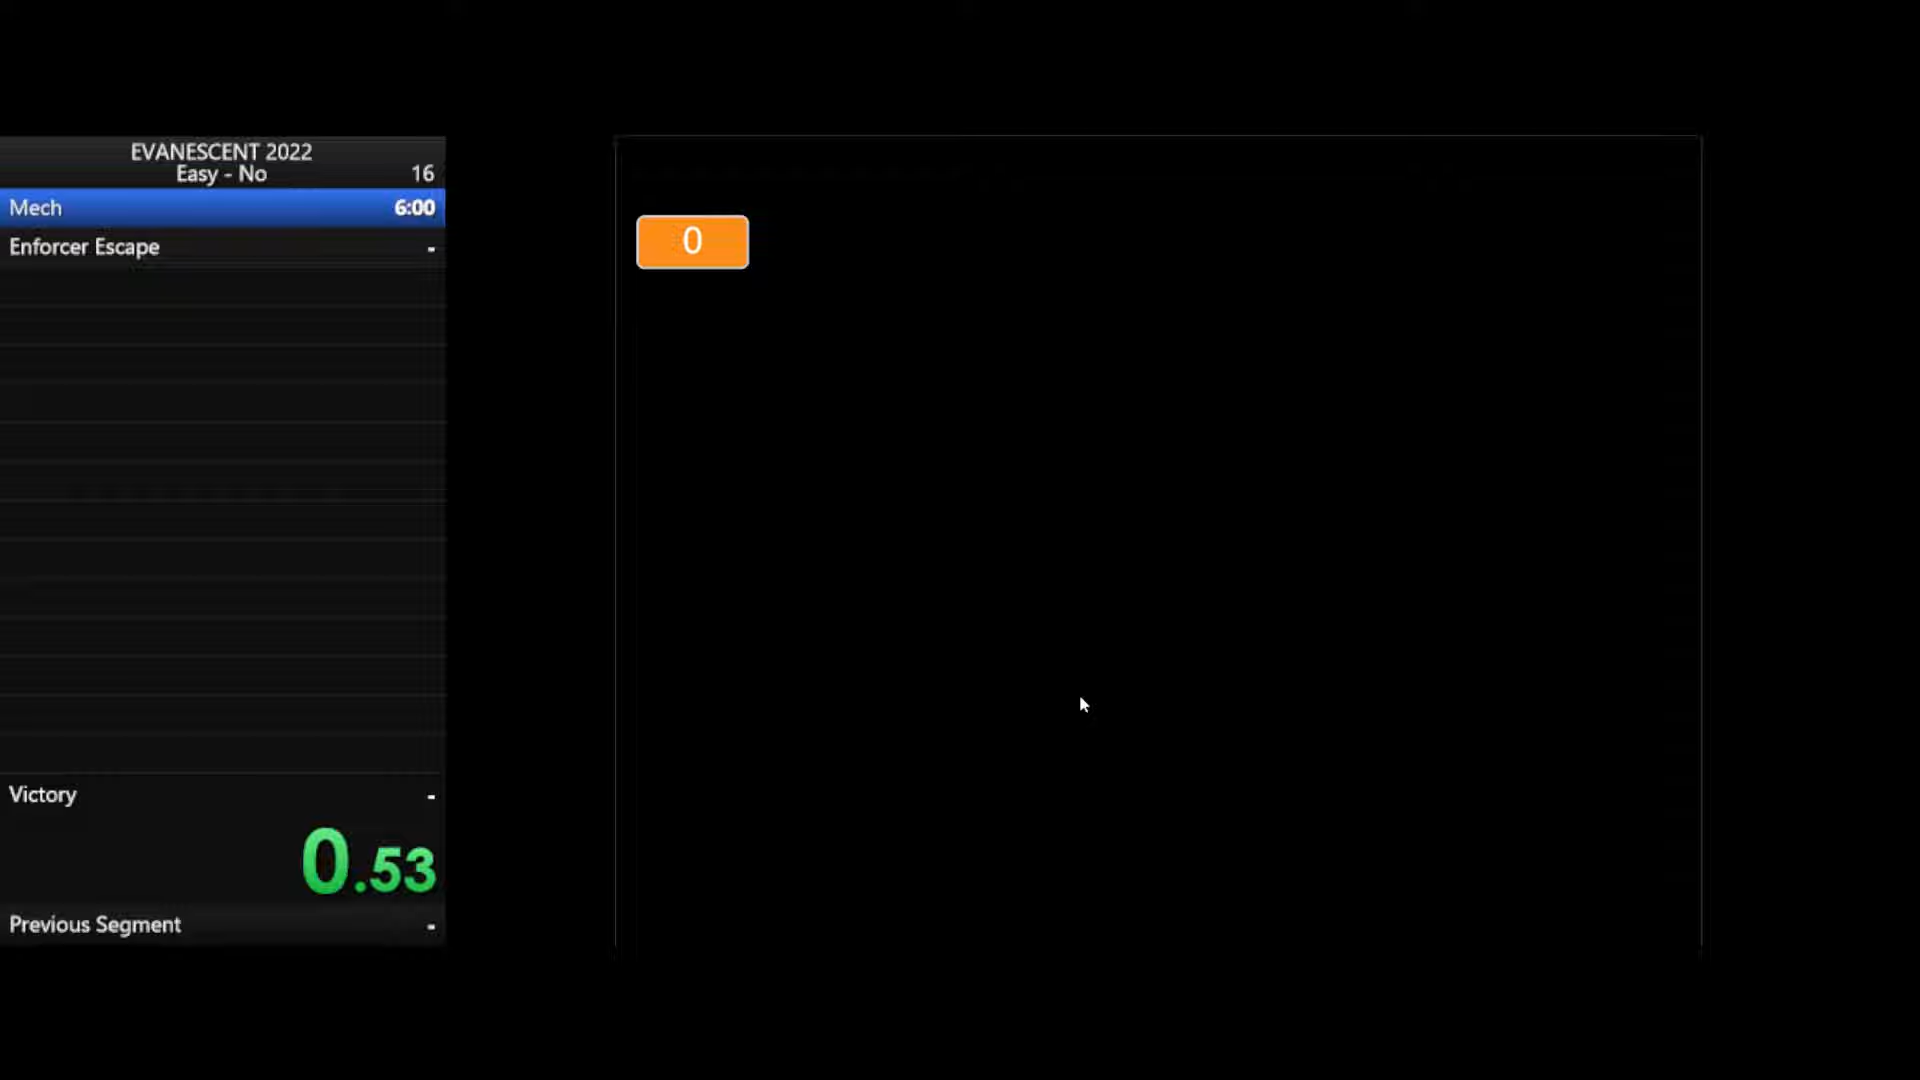 EVANESCENT 2022
Easy - No 16
Mech 6:00
Enforcer Escape -
0
Victory -
0.53
Previous Segment -